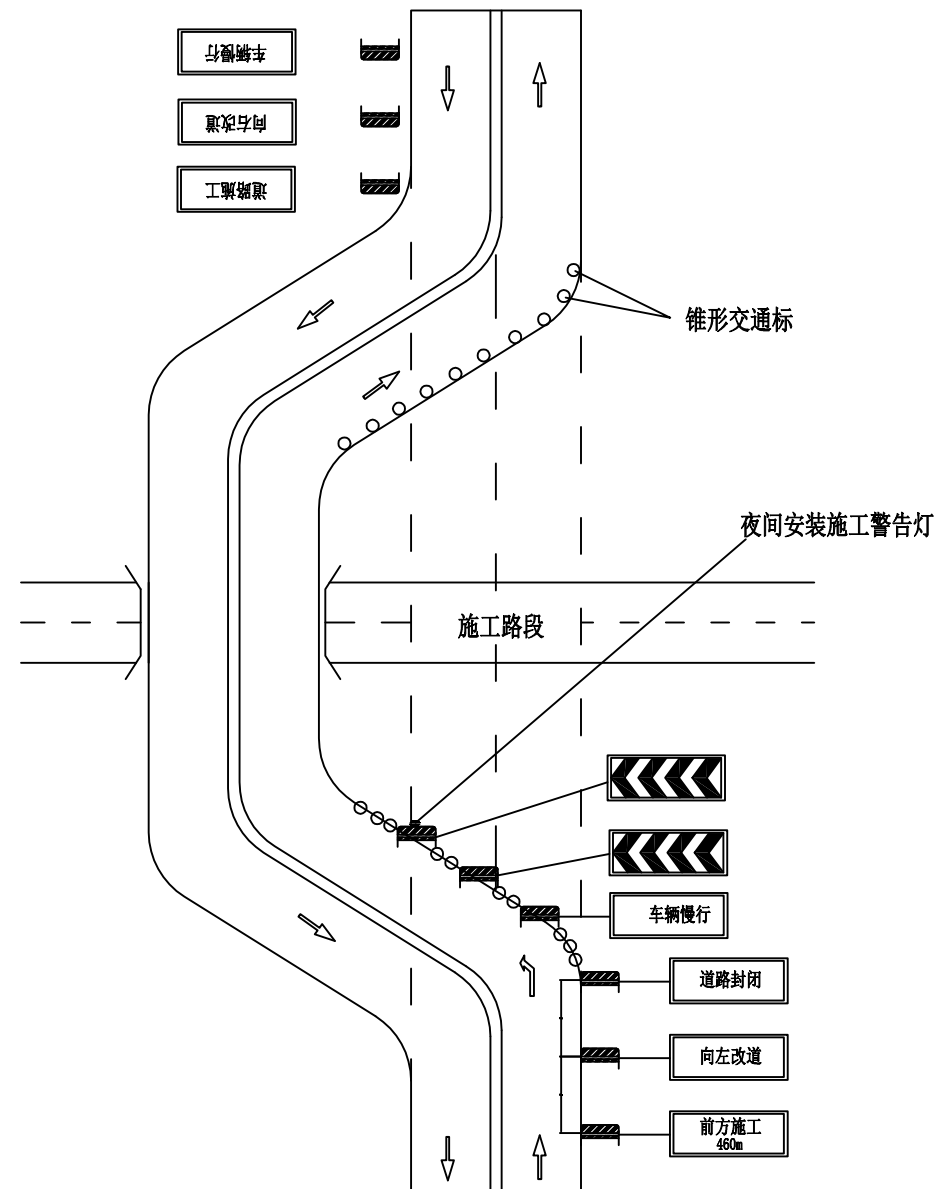 车辆慢行
向右改道
道路施工
锥形交通标
夜间安装施工警告灯
施工路段
车辆慢行
道路封闭
向左改道
前方施工
460m